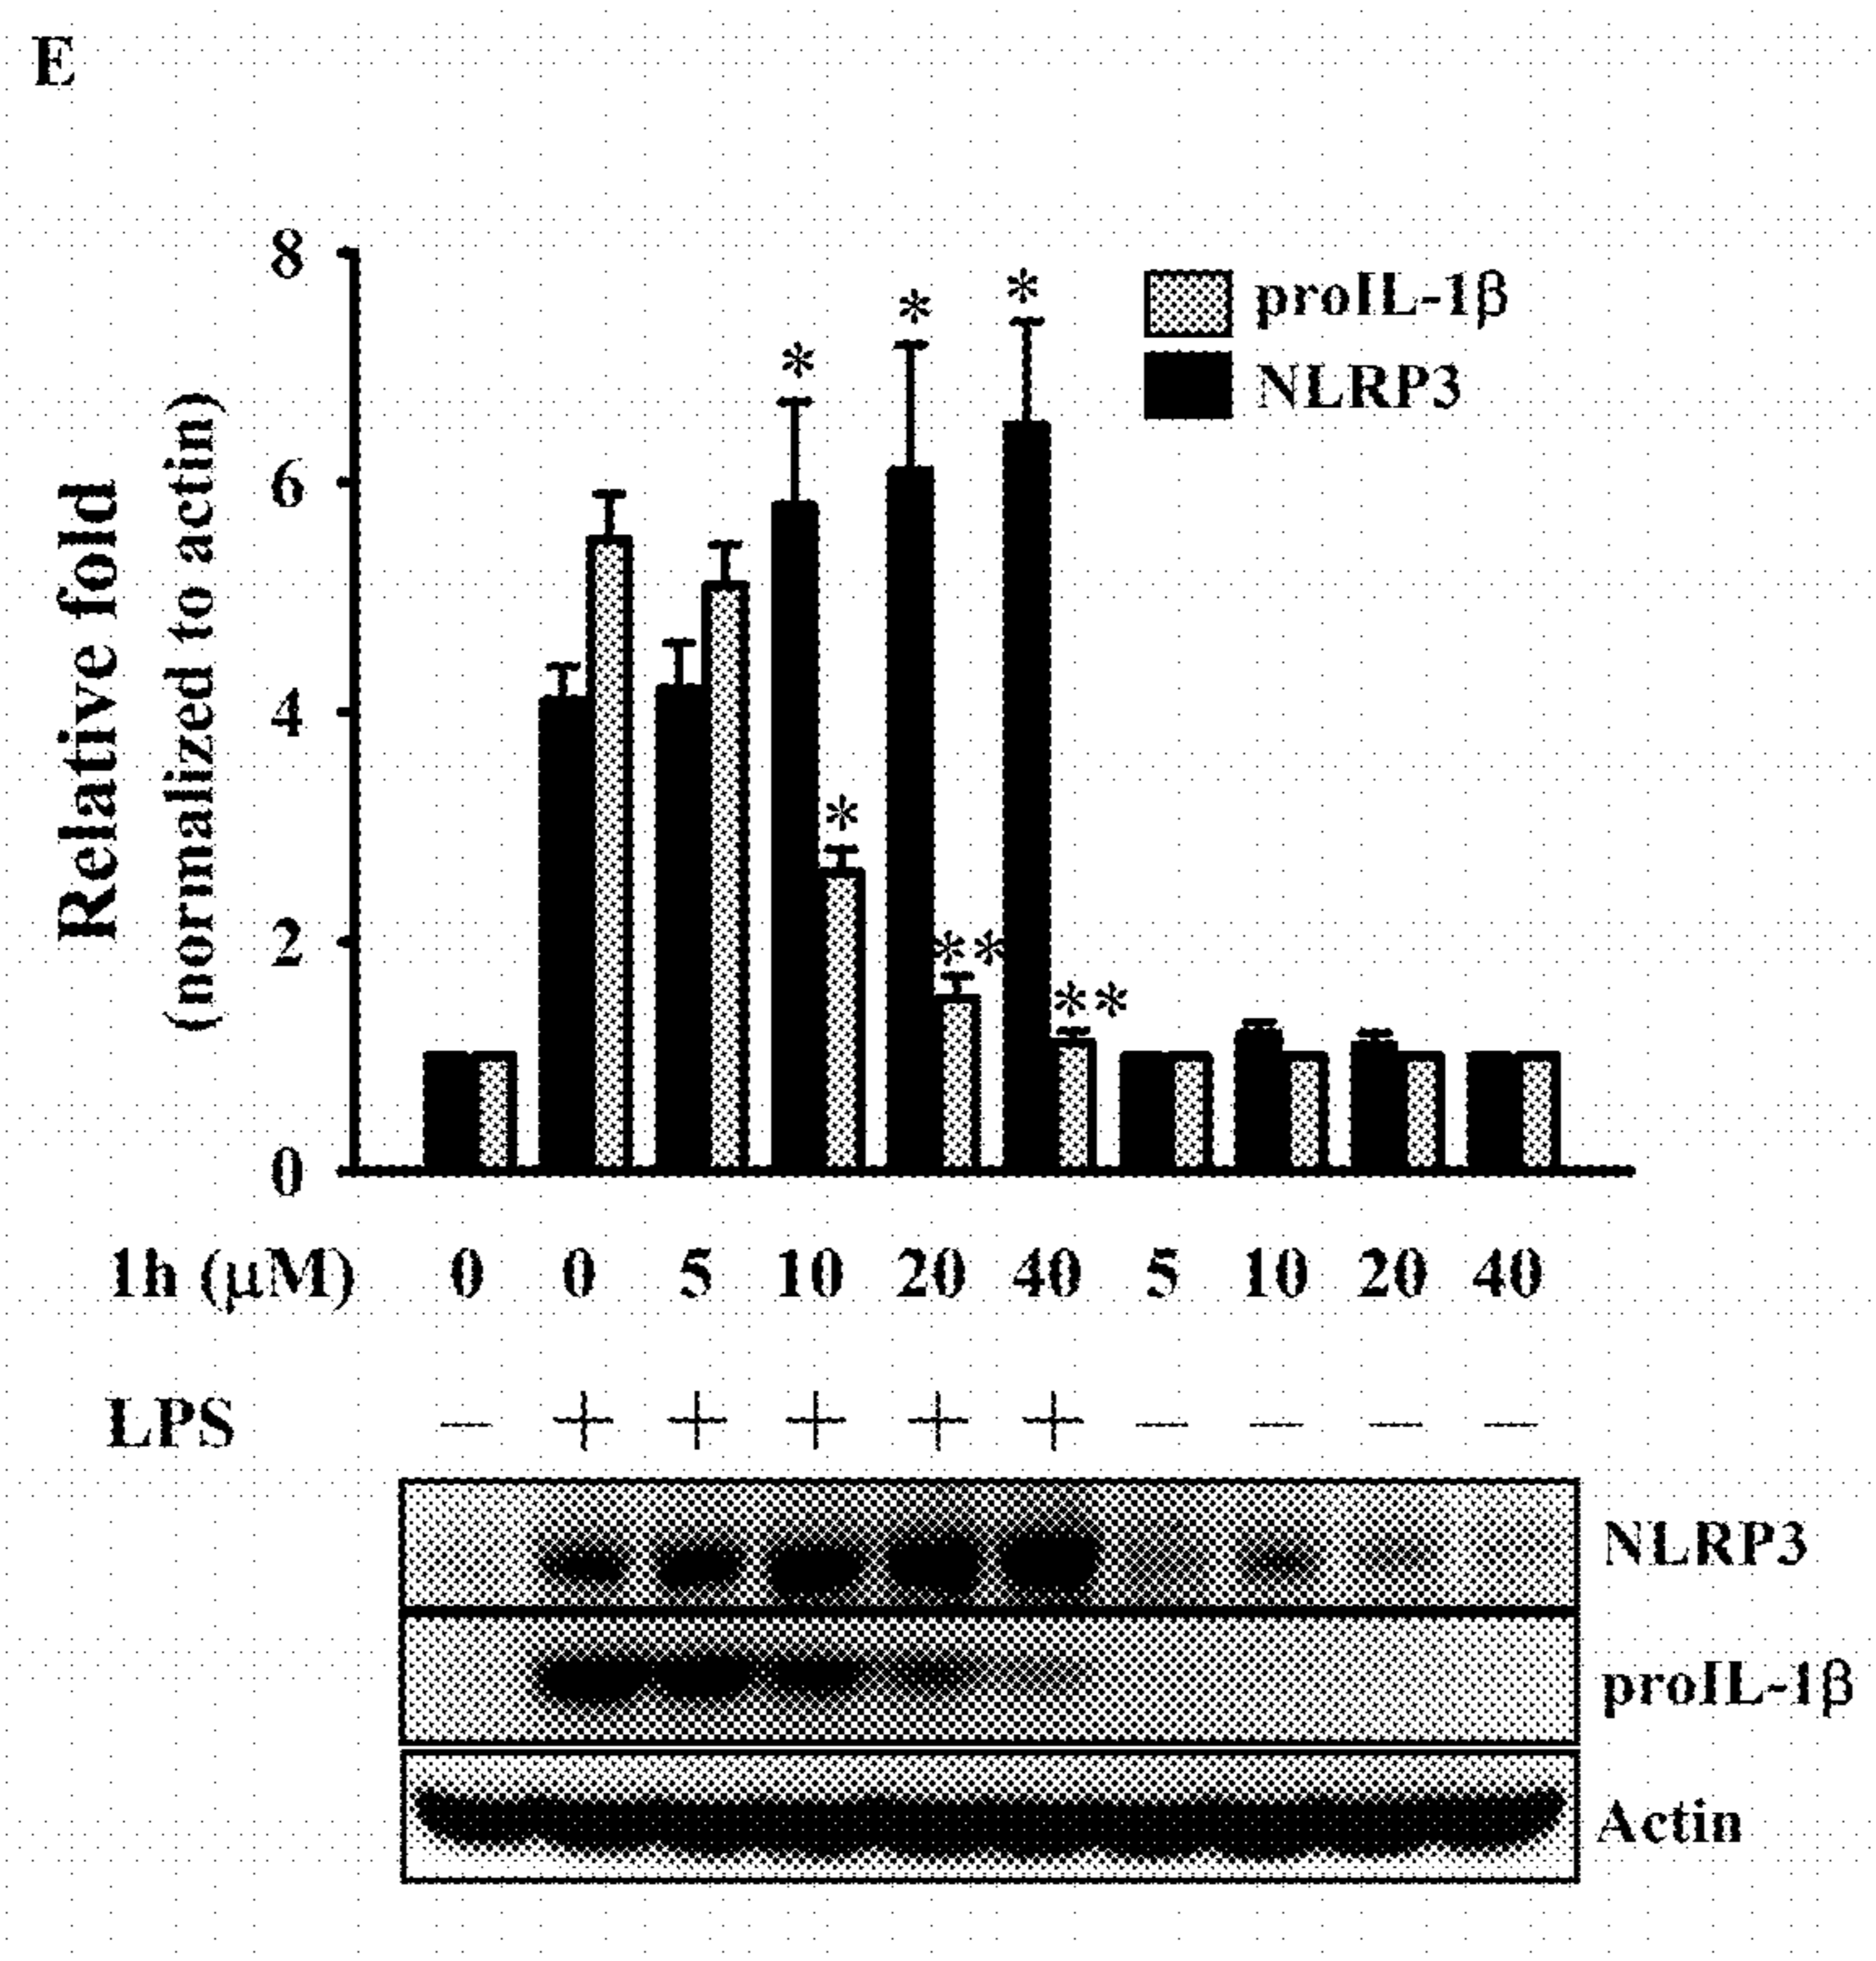 E
8
6
4
2
0
Relative fold
(normalized to actin)
proIL-1β
NLRP3
*
*
*
*
**
**
1h (μM) 0 0 5 10 20 40 5 10 20 40
LPS – + + + + + – – – –
NLRP3
proIL-1β
Actin